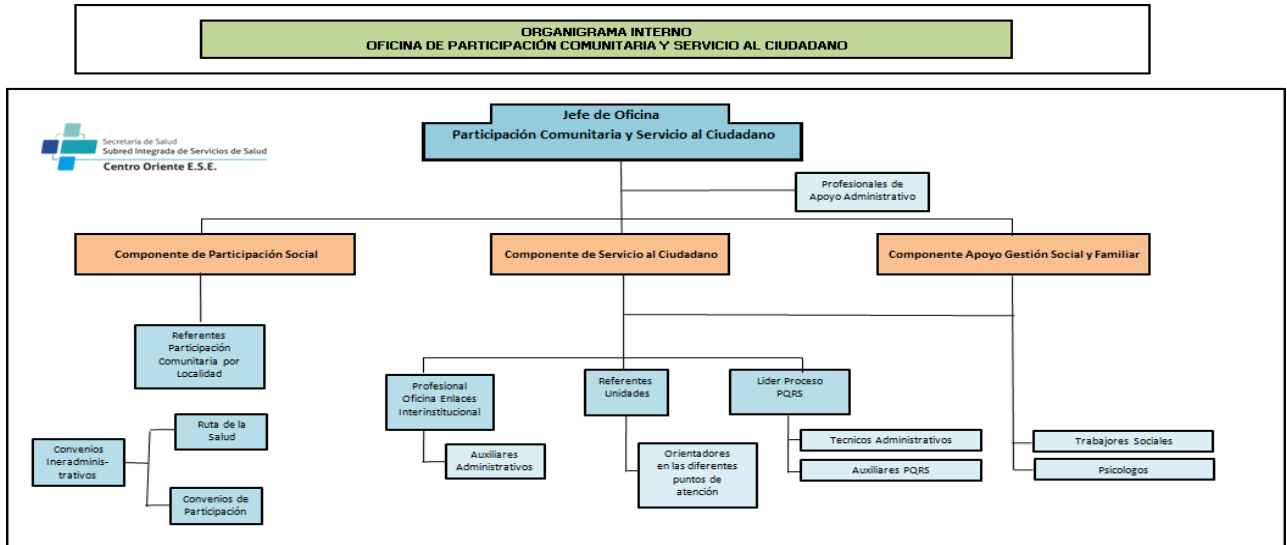 ORGANIGRAMA INTERNO
OFICINA DE PARTICIPACIÓN COMUNITARIA Y SERVICIO AL CIUDADANO
Jefe de Oficina
Participación Comunitaria y Servicio al Ciudadano
Secretaría de Salud
Subred Integrada de Servicios de Salud
Centro Oriente E.S.E.
Profesionales de
Apoyo Administrativo
Componente de Participación Social
Componente de Servicio al Ciudadano
Componente Apoyo Gestión Social y Familiar
Referentes
Participación
Comunitaria por
Localidad
Profesional
Oficina Enlaces
Interinstitucional
Referentes
Unidades
Lider Proceso
PQRS
Ruta de la
Salud
Convenios
Ineradminis-
trativos
Convenios de
Participación
Auxiliares
Administrativos
Orientadores
en las diferentes
puntos de
atención
Tecnicos Administrativos
Auxiliares PQRS
Trabajores Sociales
Psicologos